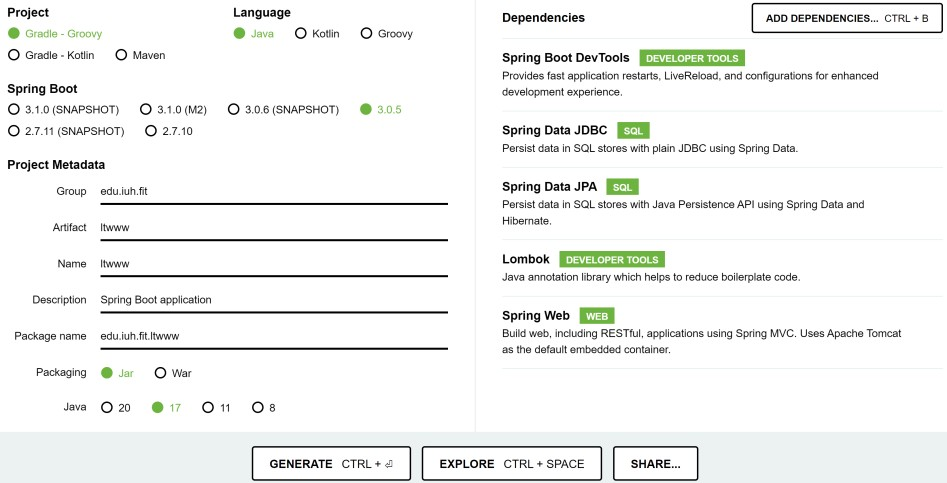 Project
Gradle - Groovy
Gradle - Kotlin Maven
Language
Java Kotlin Groovy
Spring Boot
3.1.0 (SNAPSHOT) 3.1.0 (M2) 3.0.6 (SNAPSHOT) 3.0.5
2.7.11 (SNAPSHOT) 2.7.10
Project Metadata
Group edu.iuh.fit
Artifact ltwww
Name ltwww
Description Spring Boot application
Package name edu.iuh.fit.ltwww
Packaging Jar War
Java 20 17 11 8
Dependencies
ADD DEPENDENCIES... CTRL + B
Spring Boot DevTools DEVELOPER TOOLS
Provides fast application restarts, LiveReload, and configurations for enhanced
development experience.
Spring Data JDBC SQL
Persist data in SQL stores with plain JDBC using Spring Data.
Spring Data JPA SQL
Persist data in SQL stores with Java Persistence API using Spring Data and
Hibernate.
Lombok DEVELOPER TOOLS
Java annotation library which helps to reduce boilerplate code.
Spring Web WEB
Build web, including RESTful, applications using Spring MVC. Uses Apache Tomcat
as the default embedded container.
GENERATE CTRL + ⏎
EXPLORE CTRL + SPACE
SHARE...